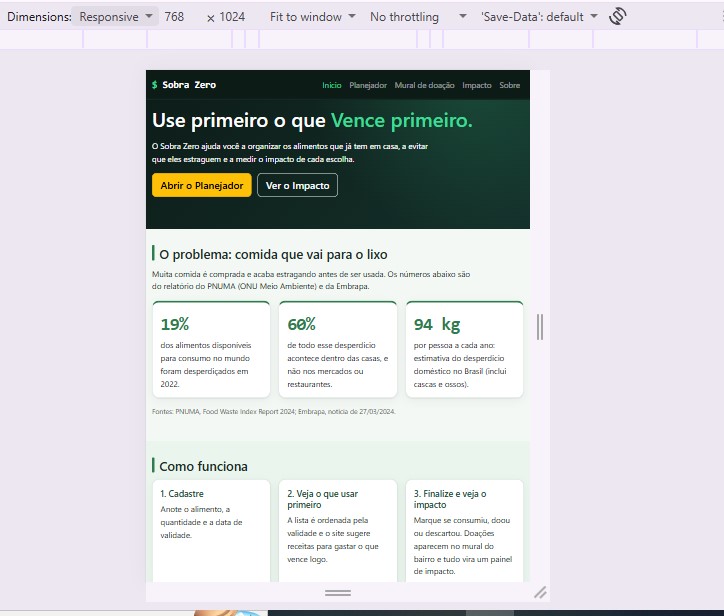 Dimensions: Responsive 768 × 1024 Fit to window No throttling 'Save-Data': default
$ Sobra Zero Início Planejador Mural de doação Impacto Sobre
Use primeiro o que Vence primeiro.
O Sobra Zero ajuda você a organizar os alimentos que já tem em casa, a evitar
que eles estraguem e a medir o impacto de cada escolha.
Abrir o Planejador Ver o Impacto
O problema: comida que vai para o lixo
Muita comida é comprada e acaba estragando antes de ser usada. Os números abaixo são
do relatório do PNUMA (ONU Meio Ambiente) e da Embrapa.
19%
dos alimentos disponíveis
para consumo no mundo
foram desperdiçados em
2022.
60%
de todo esse desperdício
acontece dentro das casas, e
não nos mercados ou
restaurantes.
94 kg
por pessoa a cada ano:
estimativa do desperdício
doméstico no Brasil (inclui
cascas e ossos).
Fontes: PNUMA, Food Waste Index Report 2024; Embrapa, notícia de 27/03/2024.
Como funciona
1. Cadastre
Anote o alimento, a
quantidade e a data de
validade.
2. Veja o que usar
primeiro
A lista é ordenada pela
validade e o site sugere
receitas para gastar o que
vence logo.
3. Finalize e veja o
impacto
Marque se consumiu, doou
ou descartou. Doações
aparecem no mural do
bairro e tudo vira um painel
de impacto.